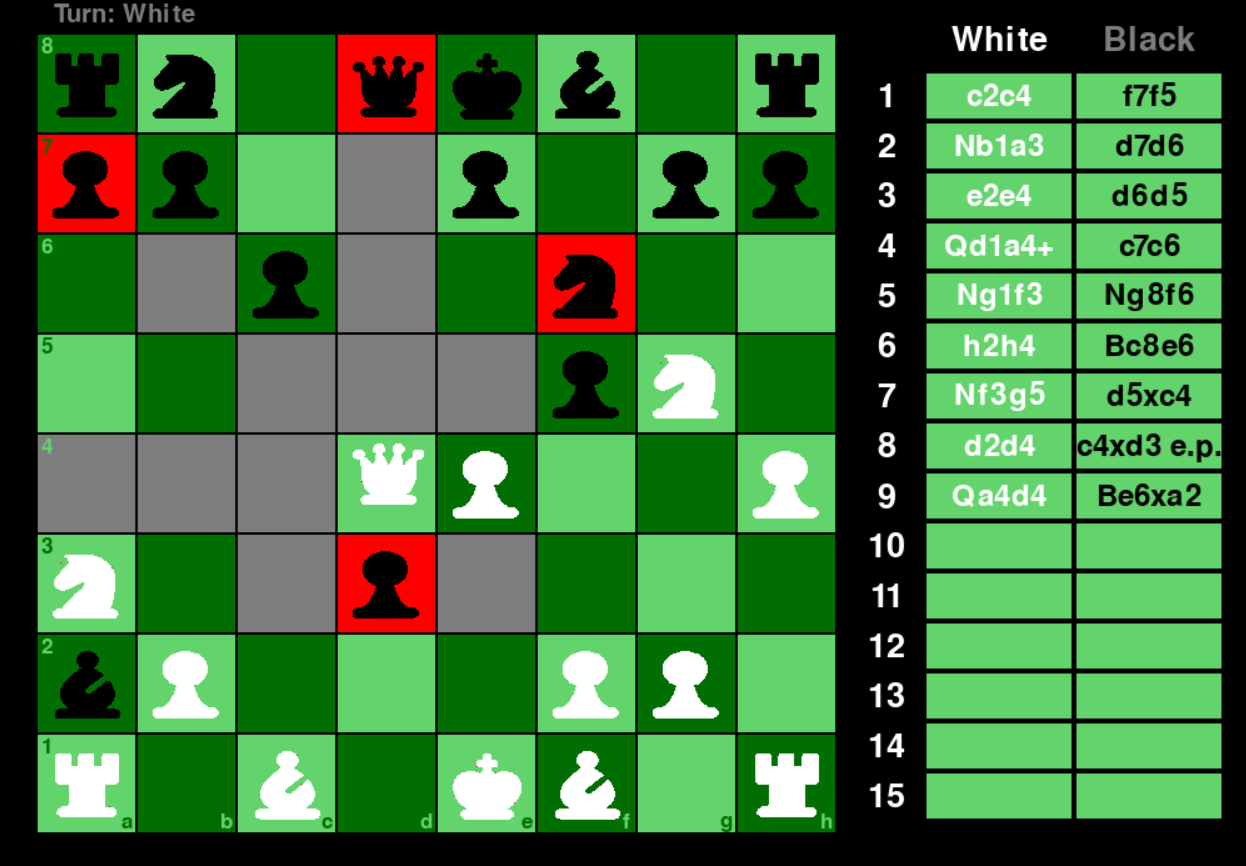 Turn: White
White Black
1 c2c4 f7f5
2 Nb1a3 d7d6
3 e2e4 d6d5
4 Qd1a4+ c7c6
5 Ng1f3 Ng8f6
6 h2h4 Bc8e6
7 Nf3g5 d5xc4
8 d2d4 c4xd3 e.p.
9 Qa4d4 Be6xa2
10
11
12
13
14
15
8
7
6
5
4
3
2
1
a b c d e f g h